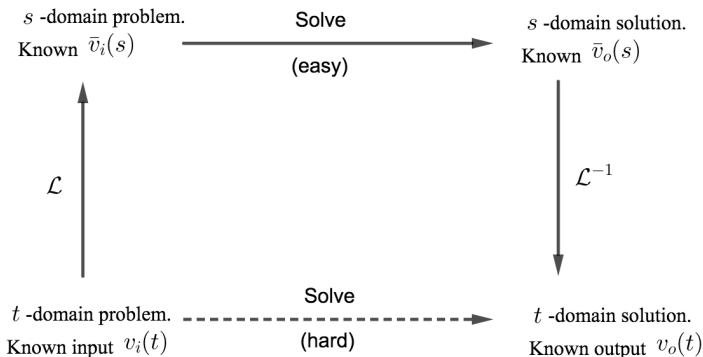 s -domain problem.
Known v̄ᵢ(s)
Solve
(easy)
s -domain solution.
Known v̄ₒ(s)
ℒ
ℒ⁻¹
t -domain problem.
Known input vᵢ(t)
Solve
(hard)
t -domain solution.
Known output vₒ(t)